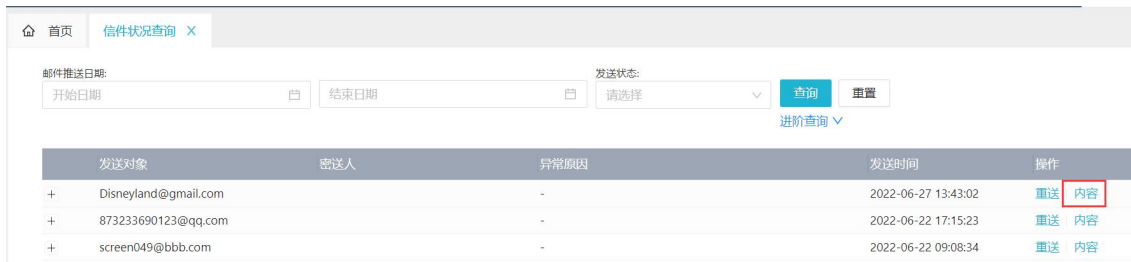 首页 信件状况查询 X
邮件推送日期: 发送状态:
开始日期 结束日期 请选择 查询 重置
进阶查询
发送对象 密送人 异常原因 发送时间 操作
+ Disneyland@gmail.com - 2022-06-27 13:43:02 重送 内容
+ 873233690123@qq.com - 2022-06-22 17:15:23 重送 内容
+ screen049@bbb.com - 2022-06-22 09:08:34 重送 内容